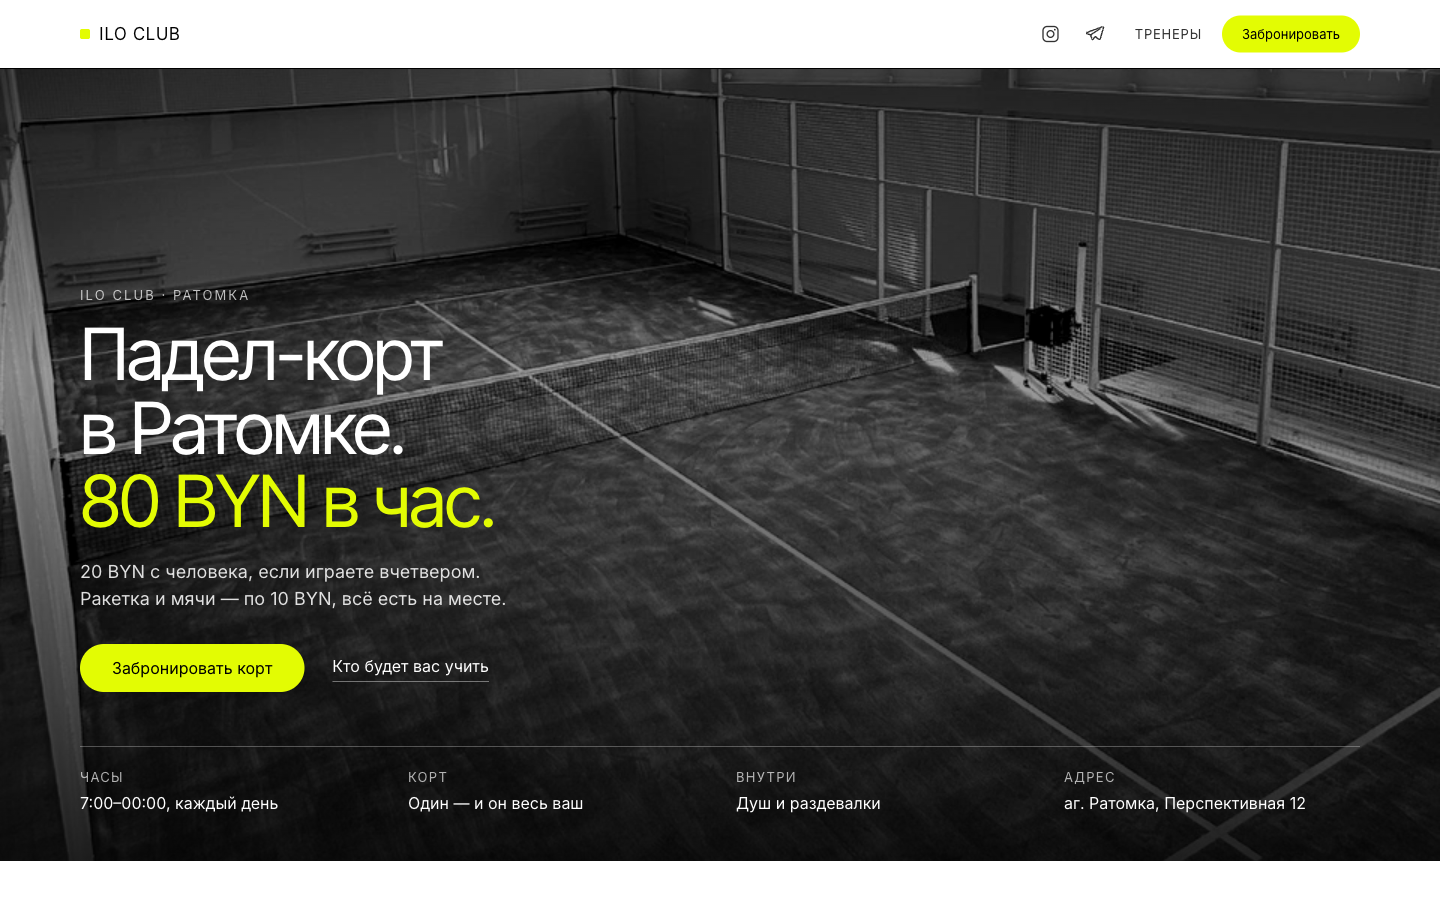 ILO CLUB
ТРЕНЕРЫ
Забронировать
ILO CLUB · РАТОМКА
Падел-корт
в Ратомке.
80 BYN в час.
20 BYN с человека, если играете вчетвером.
Ракетка и мячи — по 10 BYN, всё есть на месте.
Забронировать корт
Кто будет вас учить
ЧАСЫ
7:00–00:00, каждый день
КОРТ
Один — и он весь ваш
ВНУТРИ
Душ и раздевалки
АДРЕС
аг. Ратомка, Перспективная 12